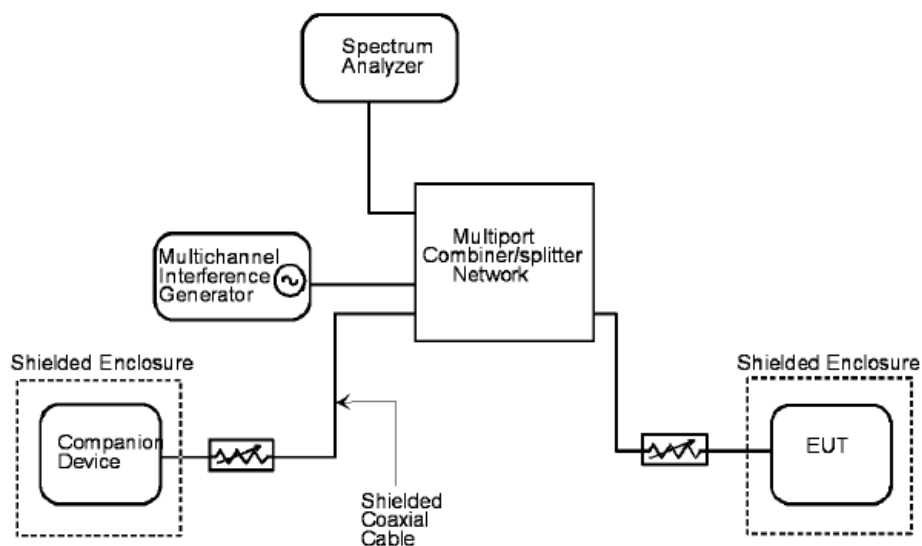 Spectrum
Analyzer
Multiport
Combiner/splitter
Network
Multichannel
Interference
Generator
Shielded Enclosure
Shielded Enclosure
Companion
Device
EUT
Shielded
Coaxial
Cable